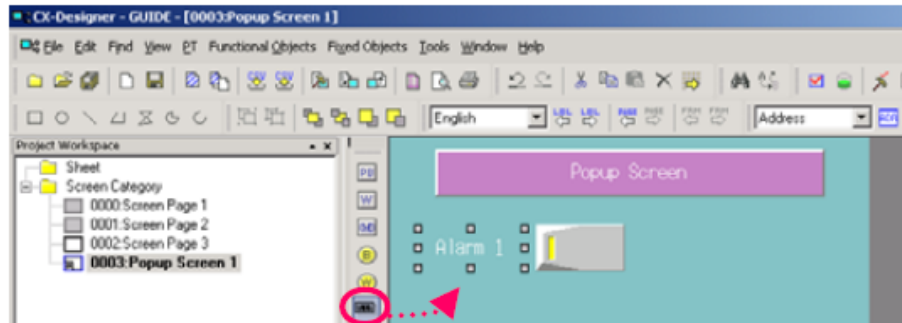 CX-Designer - GUIDE - [0003:Popup Screen 1]
File Edit Find View PT Functional Objects Fixed Objects Tools Window Help
English Address
Project Workspace
Sheet
Screen Category
0000:Screen Page 1
0001:Screen Page 2
0002:Screen Page 3
0003:Popup Screen 1
PB
W
B
W
Popup Screen
Alarm 1